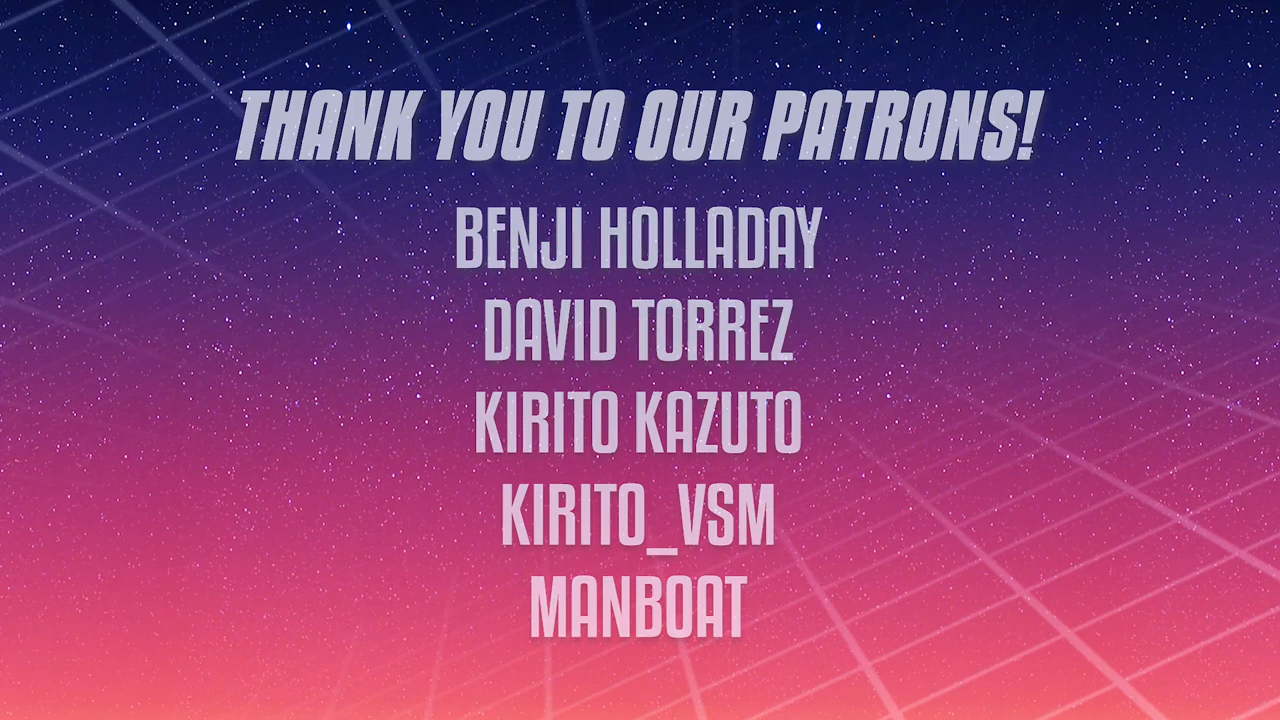 THANK YOU TO OUR PATRONS!
BENJI HOLLADAY
DAVID TORREZ
KIRITO KAZUTO
KIRITO_VSM
MANBOAT